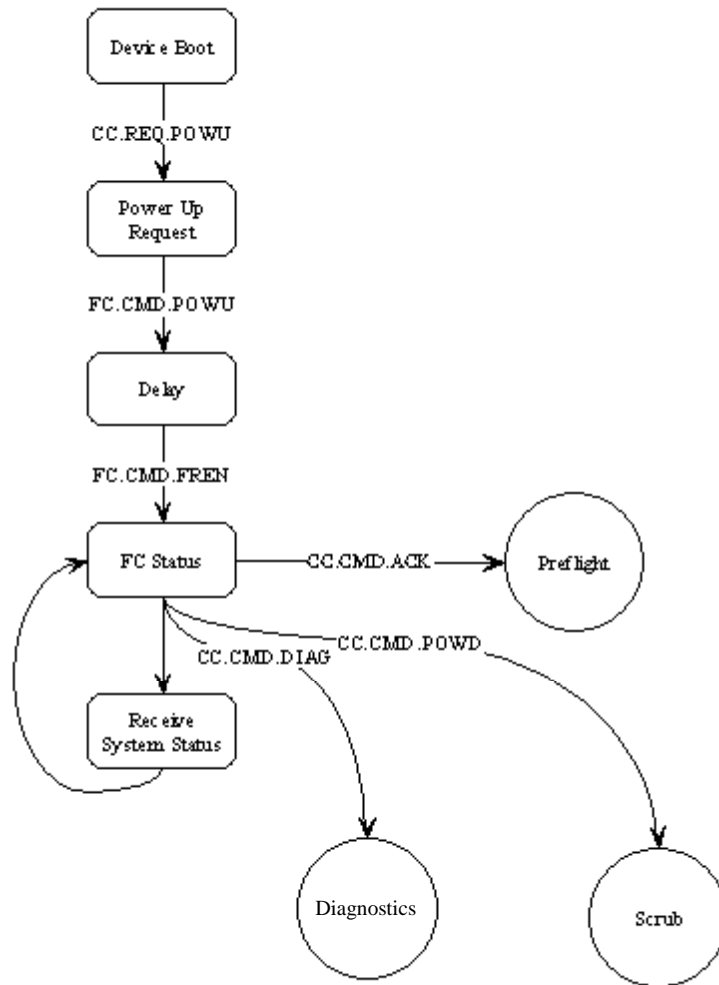 Device Boot
CC.REQ.POWU
Power Up
Request
FC.CMD.POWU
Delay
FC.CMD.FREN
FC Status
CC.CMD.ACK
Preflight
CC.CMD.POWD
CC.CMD.DIAG
Receive
System Status
Diagnostics
Scrub